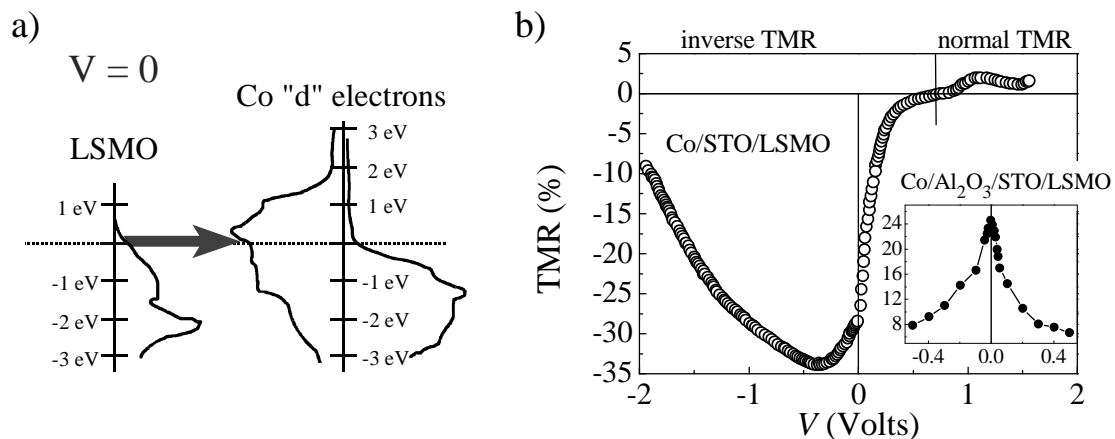 a)
V = 0
Co "d" electrons
LSMO
3 eV
2 eV
1 eV
1 eV
-1 eV
-1 eV
-2 eV
-2 eV
-3 eV
-3 eV
b)
inverse TMR
normal TMR
5
0
-5
-10
-15
-20
-25
-30
-35
TMR (%)
Co/STO/LSMO
Co/Al₂O₃/STO/LSMO
24
20
16
12
8
-0.4
0.0
0.4
-2
-1
0
1
2
V (Volts)